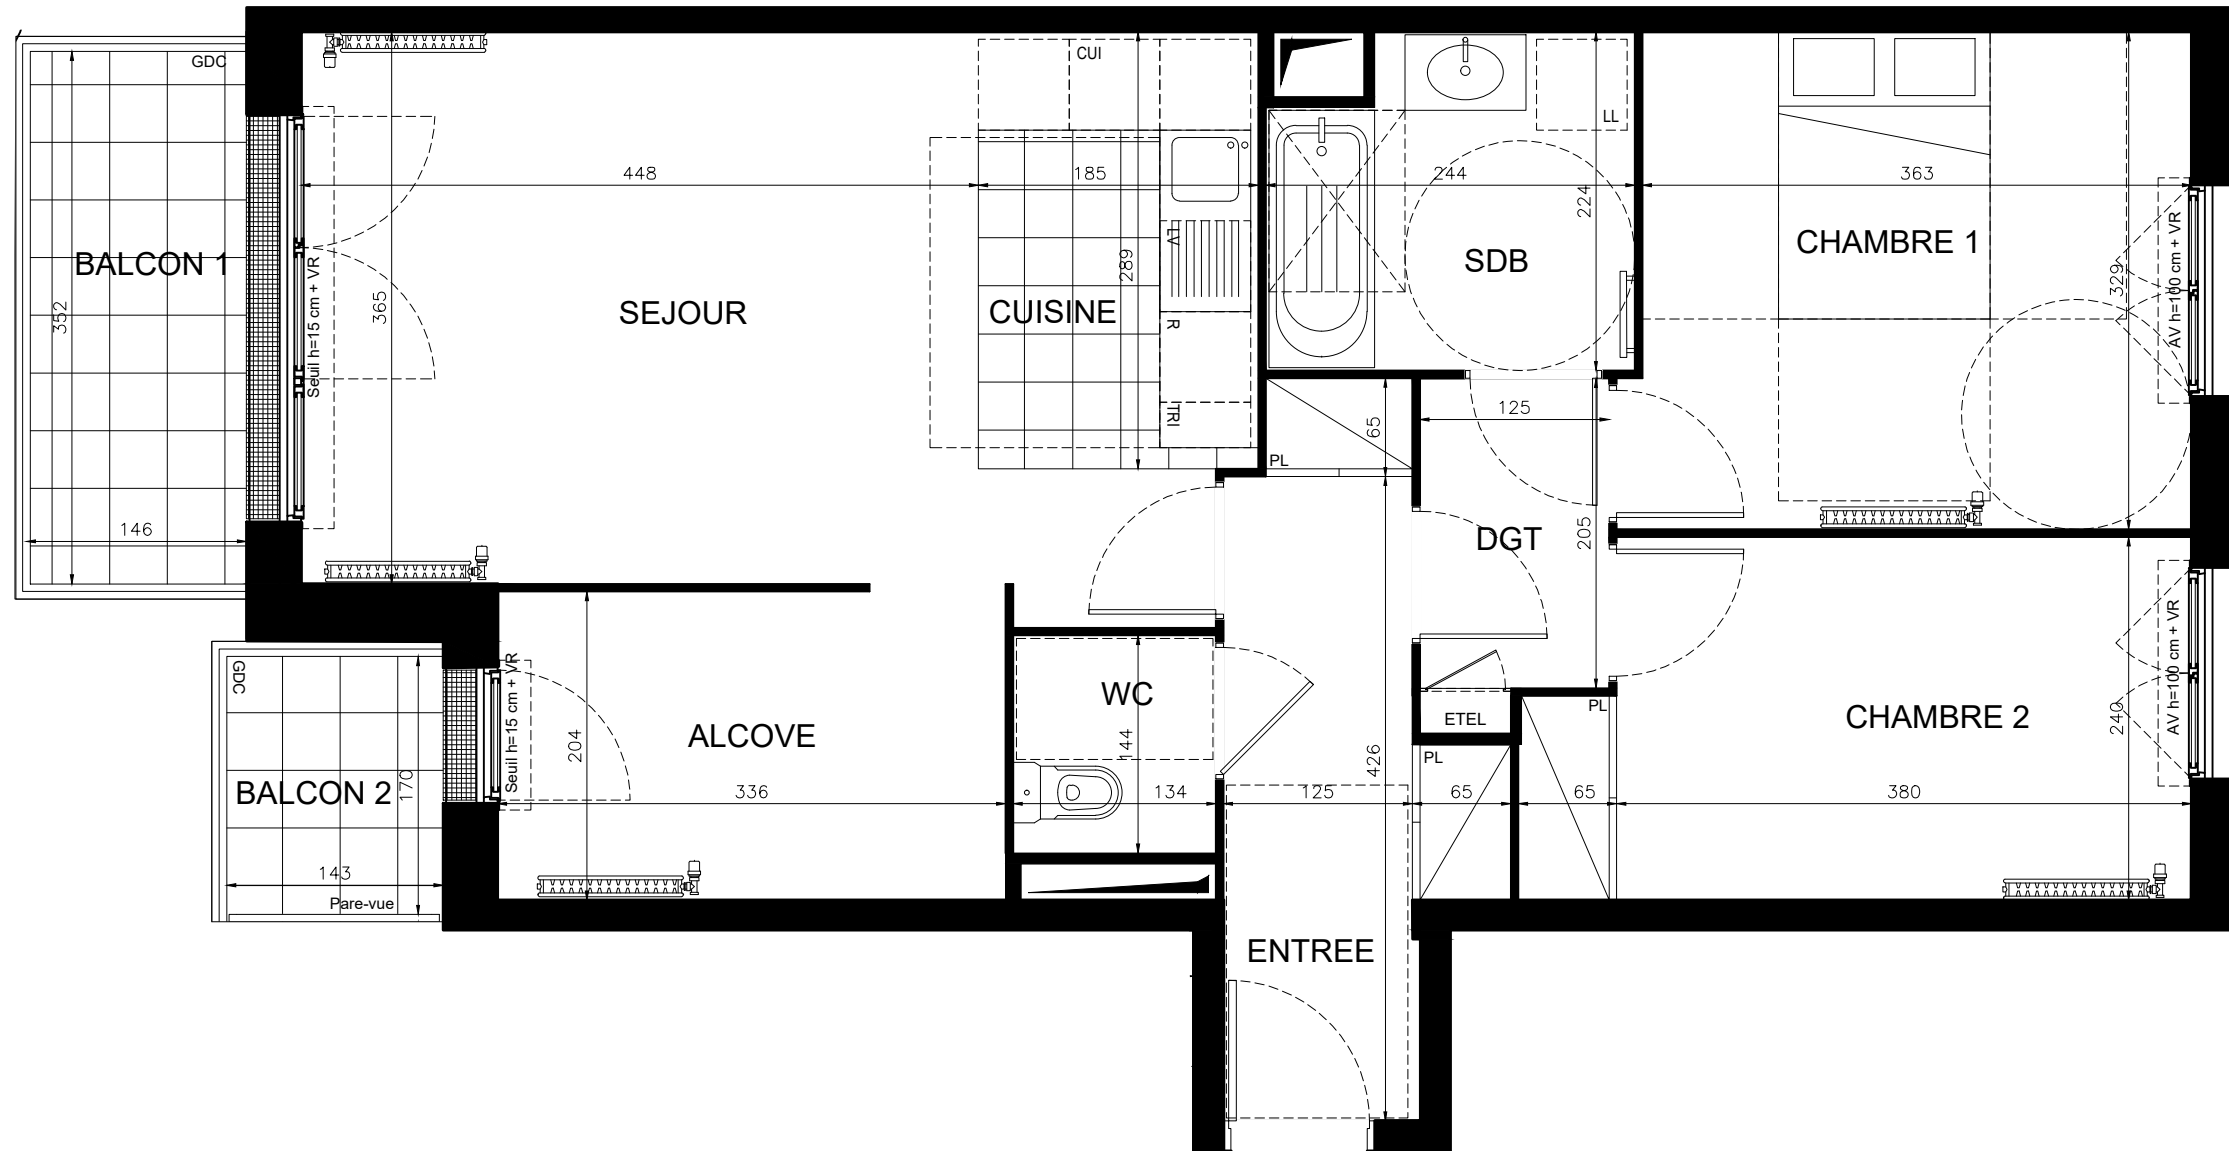 GDC
CUI
LL
448
185
244
224
363
BALCON 1
352
Seuil h=15 cm + VR
365
SEJOUR
CUISINE
289
LV
R
TRI
SDB
CHAMBRE 1
329
AV h=100 cm + VR
146
PL
65
125
DGT
205
GDC
BALCON 2
170
143
Pare-vue
Seuil h=15 cm + VR
204
ALCOVE
336
WC
144
134
125
426
ETEL
PL
65
PL
65
CHAMBRE 2
380
240
AV h=100 cm + VR
ENTREE